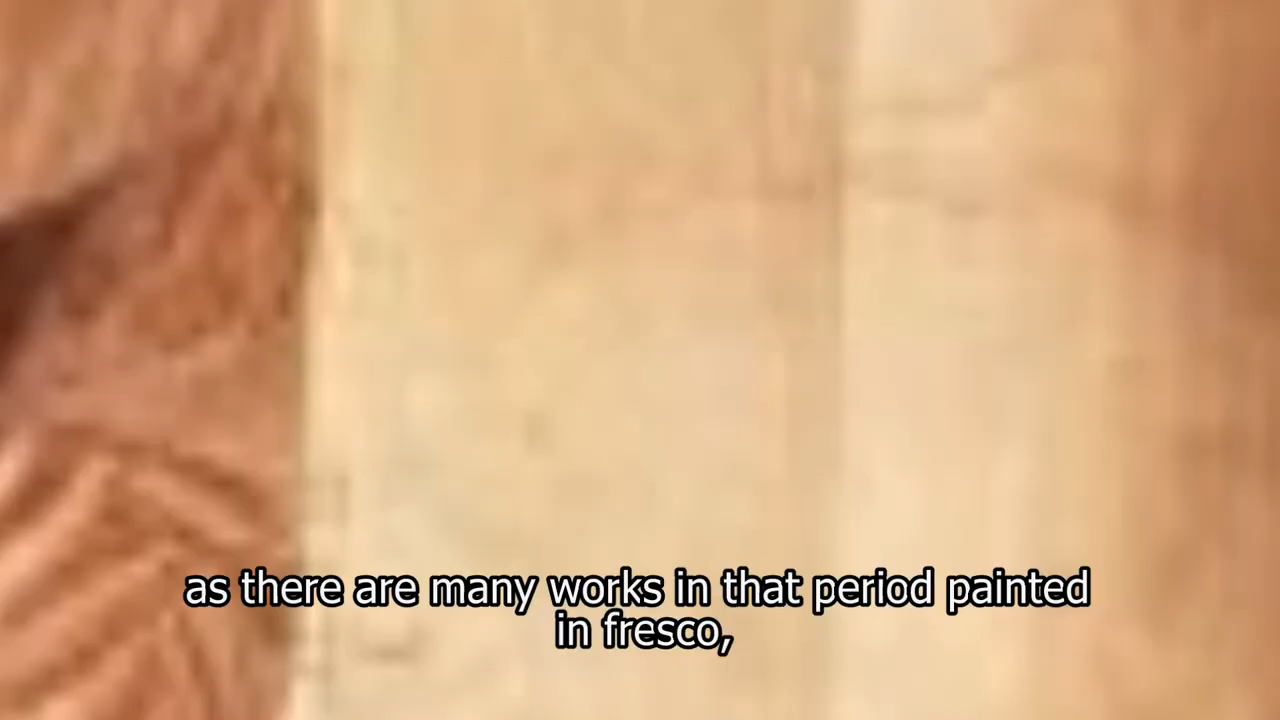 as there are many works in that period painted
in fresco,